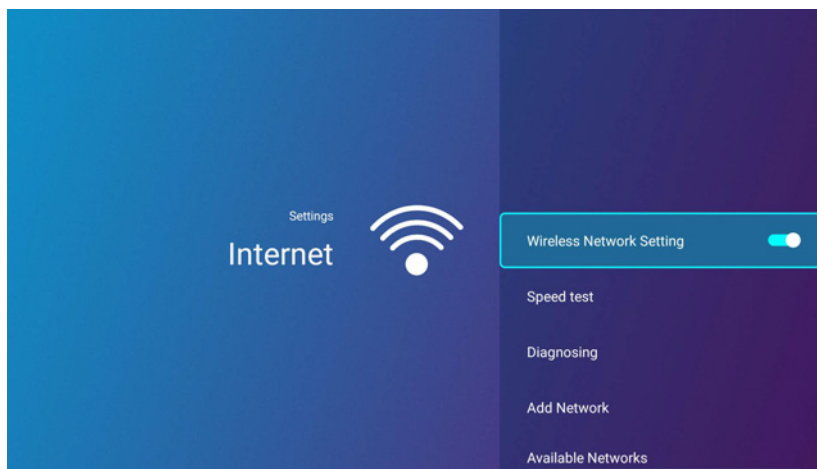 Settings
Internet
Wireless Network Setting
Speed test
Diagnosing
Add Network
Available Networks